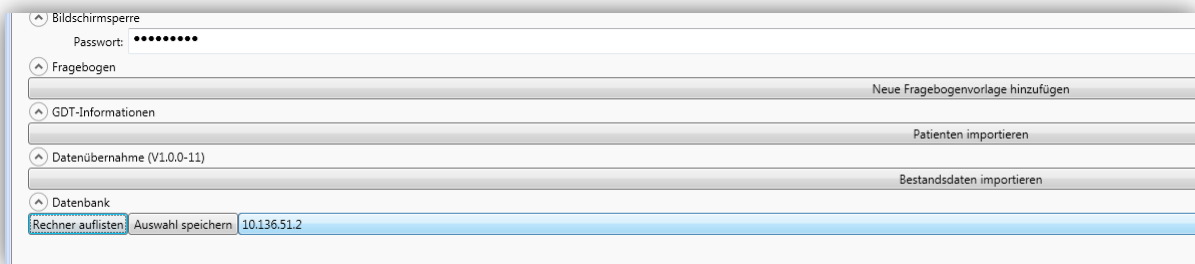 Bildschirmsperre
Passwort: •••••••••
Fragebogen
Neue Fragebogenvorlage hinzufügen
GDT-Informationen
Patienten importieren
Datenübernahme (V1.0.0-11)
Bestandsdaten importieren
Datenbank
Rechner auflisten Auswahl speichern 10.136.51.2